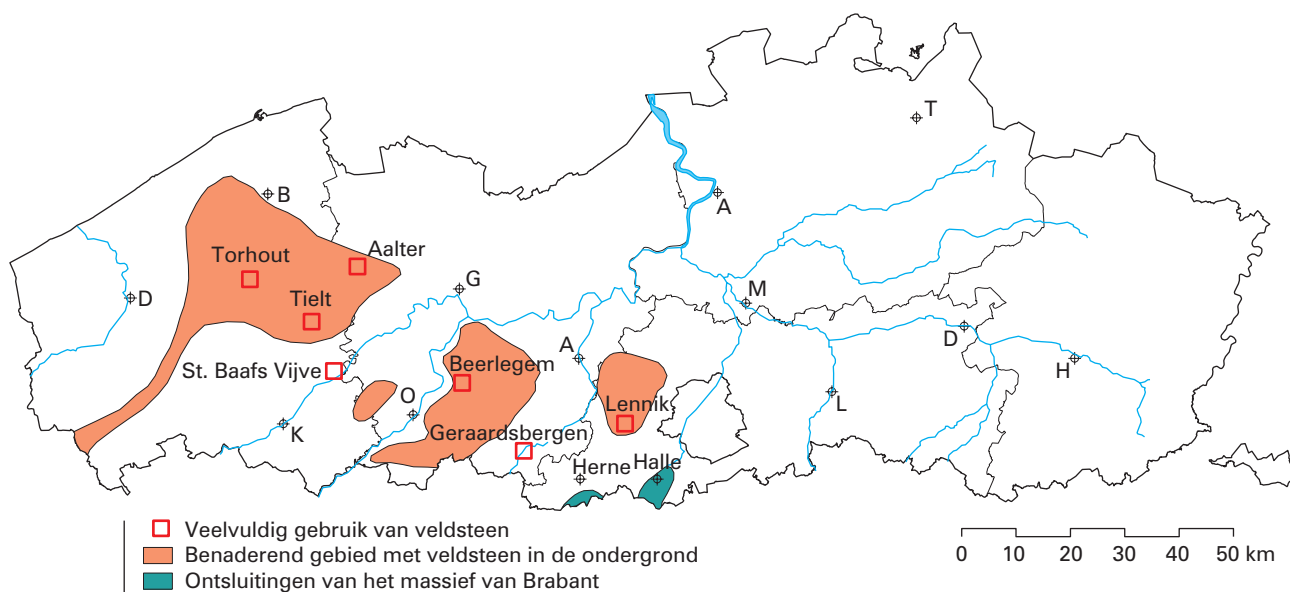 T
B
A
Torhout
Aalter
G
D
Tielt
M
D
St. Baafs Vijve
Beerlegem
A
H
O
Lennik
L
K
Geraardsbergen
Herne
Halle
Veelvuldig gebruik van veldsteen
Benaderend gebied met veldsteen in de ondergrond
Ontsluitingen van het massief van Brabant
0 10 20 30 40 50 km